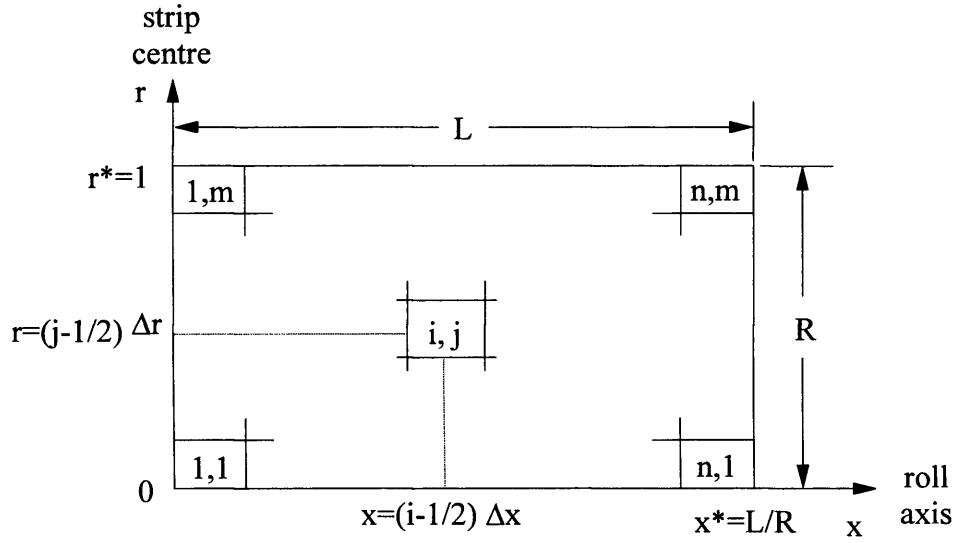 strip
centre
r
L
r*=1
1,m
n,m
r=(j-1/2) Δr
i, j
R
1,1
n,1
0
x=(i-1/2) Δx
x*=L/R
x
roll
axis